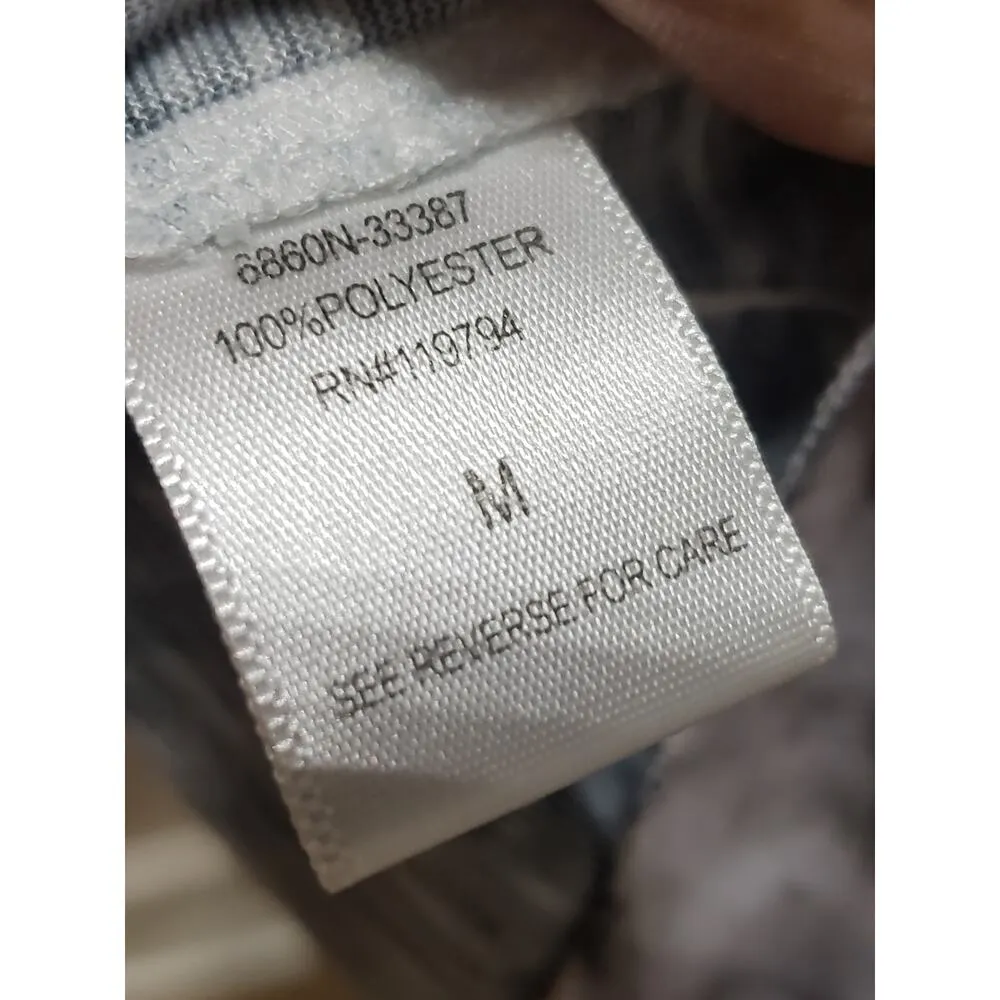 6860N-33387
100%POLYESTER
RN#119794
M
SEE REVERSE FOR CARE